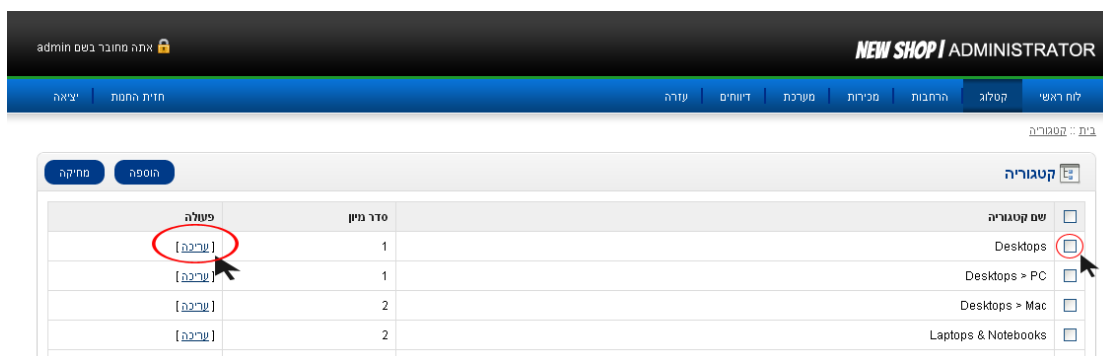 NEW SHOP / ADMINISTRATOR
אתה מחובר בשם admin
לוח ראשי קטלוג הרחבות מכירות מערכת דיווחים עזרה חזית החנות יציאה
בית :: קטגוריה
קטגוריה הוספה מחיקה
שם קטגוריה סדר מיון פעולה
Desktops 1 [ עריכה ]
Desktops > PC 1 [ עריכה ]
Desktops > Mac 2 [ עריכה ]
Laptops & Notebooks 2 [ עריכה ]